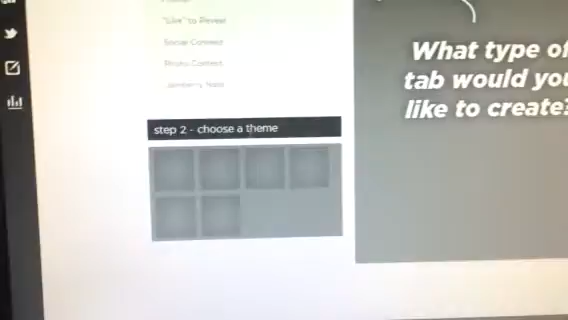 "Like" to Reveal
Social Connect
Photo Contest
step 2 - choose a theme
What type of
tab would you
like to create?